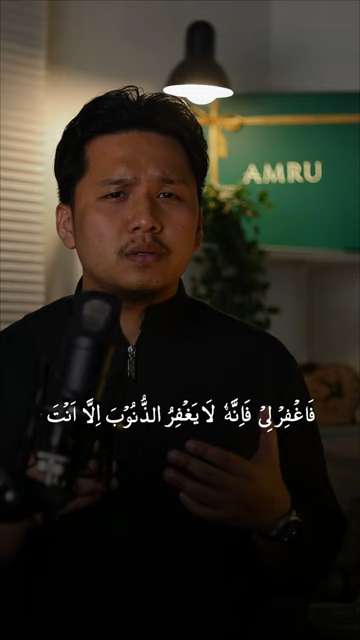 AMRU
فَاغْفِرْ لِيْ فَاِنَّهٗ لَا يَغْفِرُ الذُّنُوْبَ اِلَّا اَنْتَ